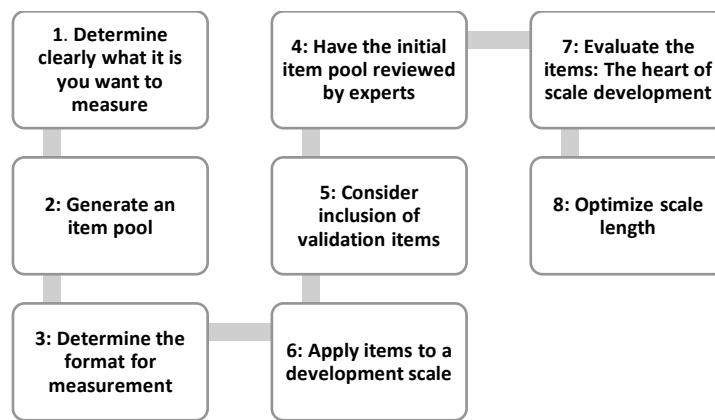 1. Determine
clearly what it is
you want to
measure
2: Generate an
item pool
3: Determine the
format for
measurement
4: Have the initial
item pool reviewed
by experts
5: Consider
inclusion of
validation items
6: Apply items to a
development scale
7: Evaluate the
items: The heart of
scale development
8: Optimize scale
length